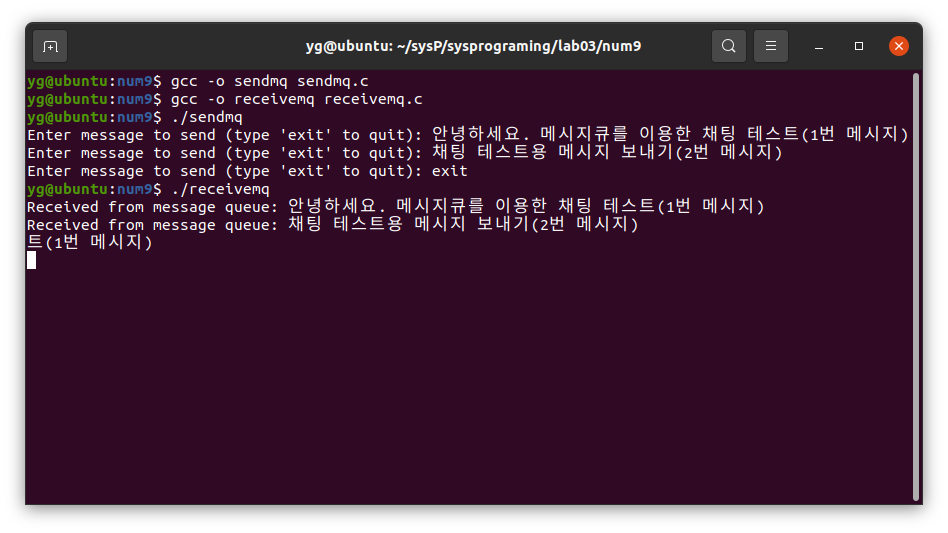 yg@ubuntu: ~/sysP/sysprograming/lab03/num9
yg@ubuntu:num9$ gcc -o sendmq sendmq.c
yg@ubuntu:num9$ gcc -o receivemq receivemq.c
yg@ubuntu:num9$ ./sendmq
Enter message to send (type 'exit' to quit): 안녕하세요. 메시지큐를 이용한 채팅 테스트(1번 메시지)
Enter message to send (type 'exit' to quit): 채팅 테스트용 메시지 보내기(2번 메시지)
Enter message to send (type 'exit' to quit): exit
yg@ubuntu:num9$ ./receivemq
Received from message queue: 안녕하세요. 메시지큐를 이용한 채팅 테스트(1번 메시지)
Received from message queue: 채팅 테스트용 메시지 보내기(2번 메시지)
트(1번 메시지)